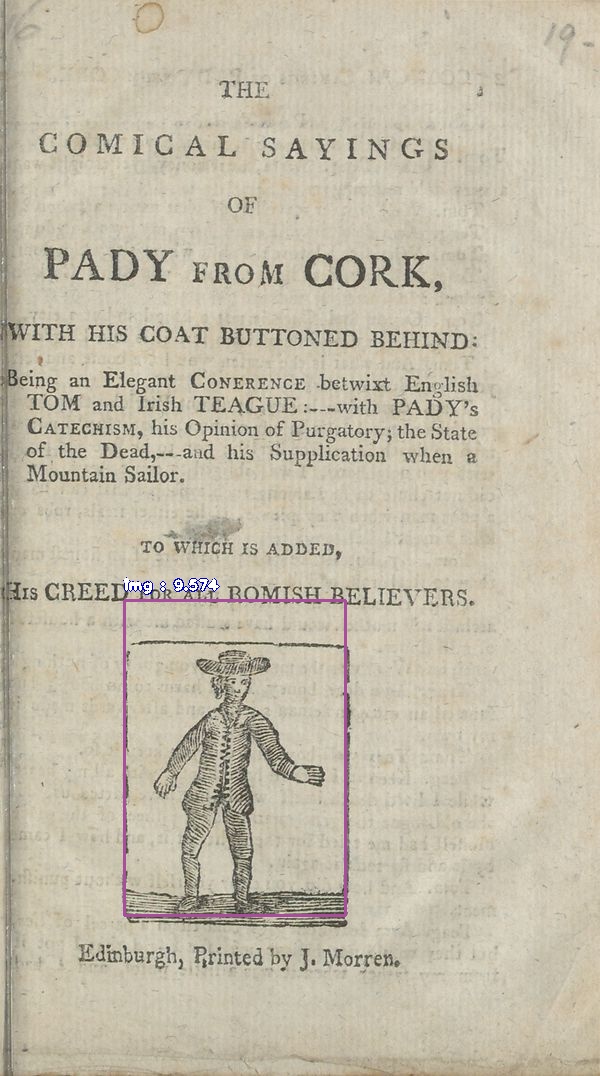 19-
THE
COMICAL SAYINGS
OF
PADY FROM CORK,
WITH HIS COAT BUTTONED BEHIND:
Being an Elegant CONERENCE betwixt English
TOM and Irish TEAGUE:---with PADY's
CATECHISM, his Opinion of Purgatory; the State
of the Dead,---and his Supplication when a
Mountain Sailor.
TO WHICH IS ADDED,
His CREED FOR ALL ROMISH BELIEVERS.
img : 9.574
Edinburgh, Printed by J. Morren.